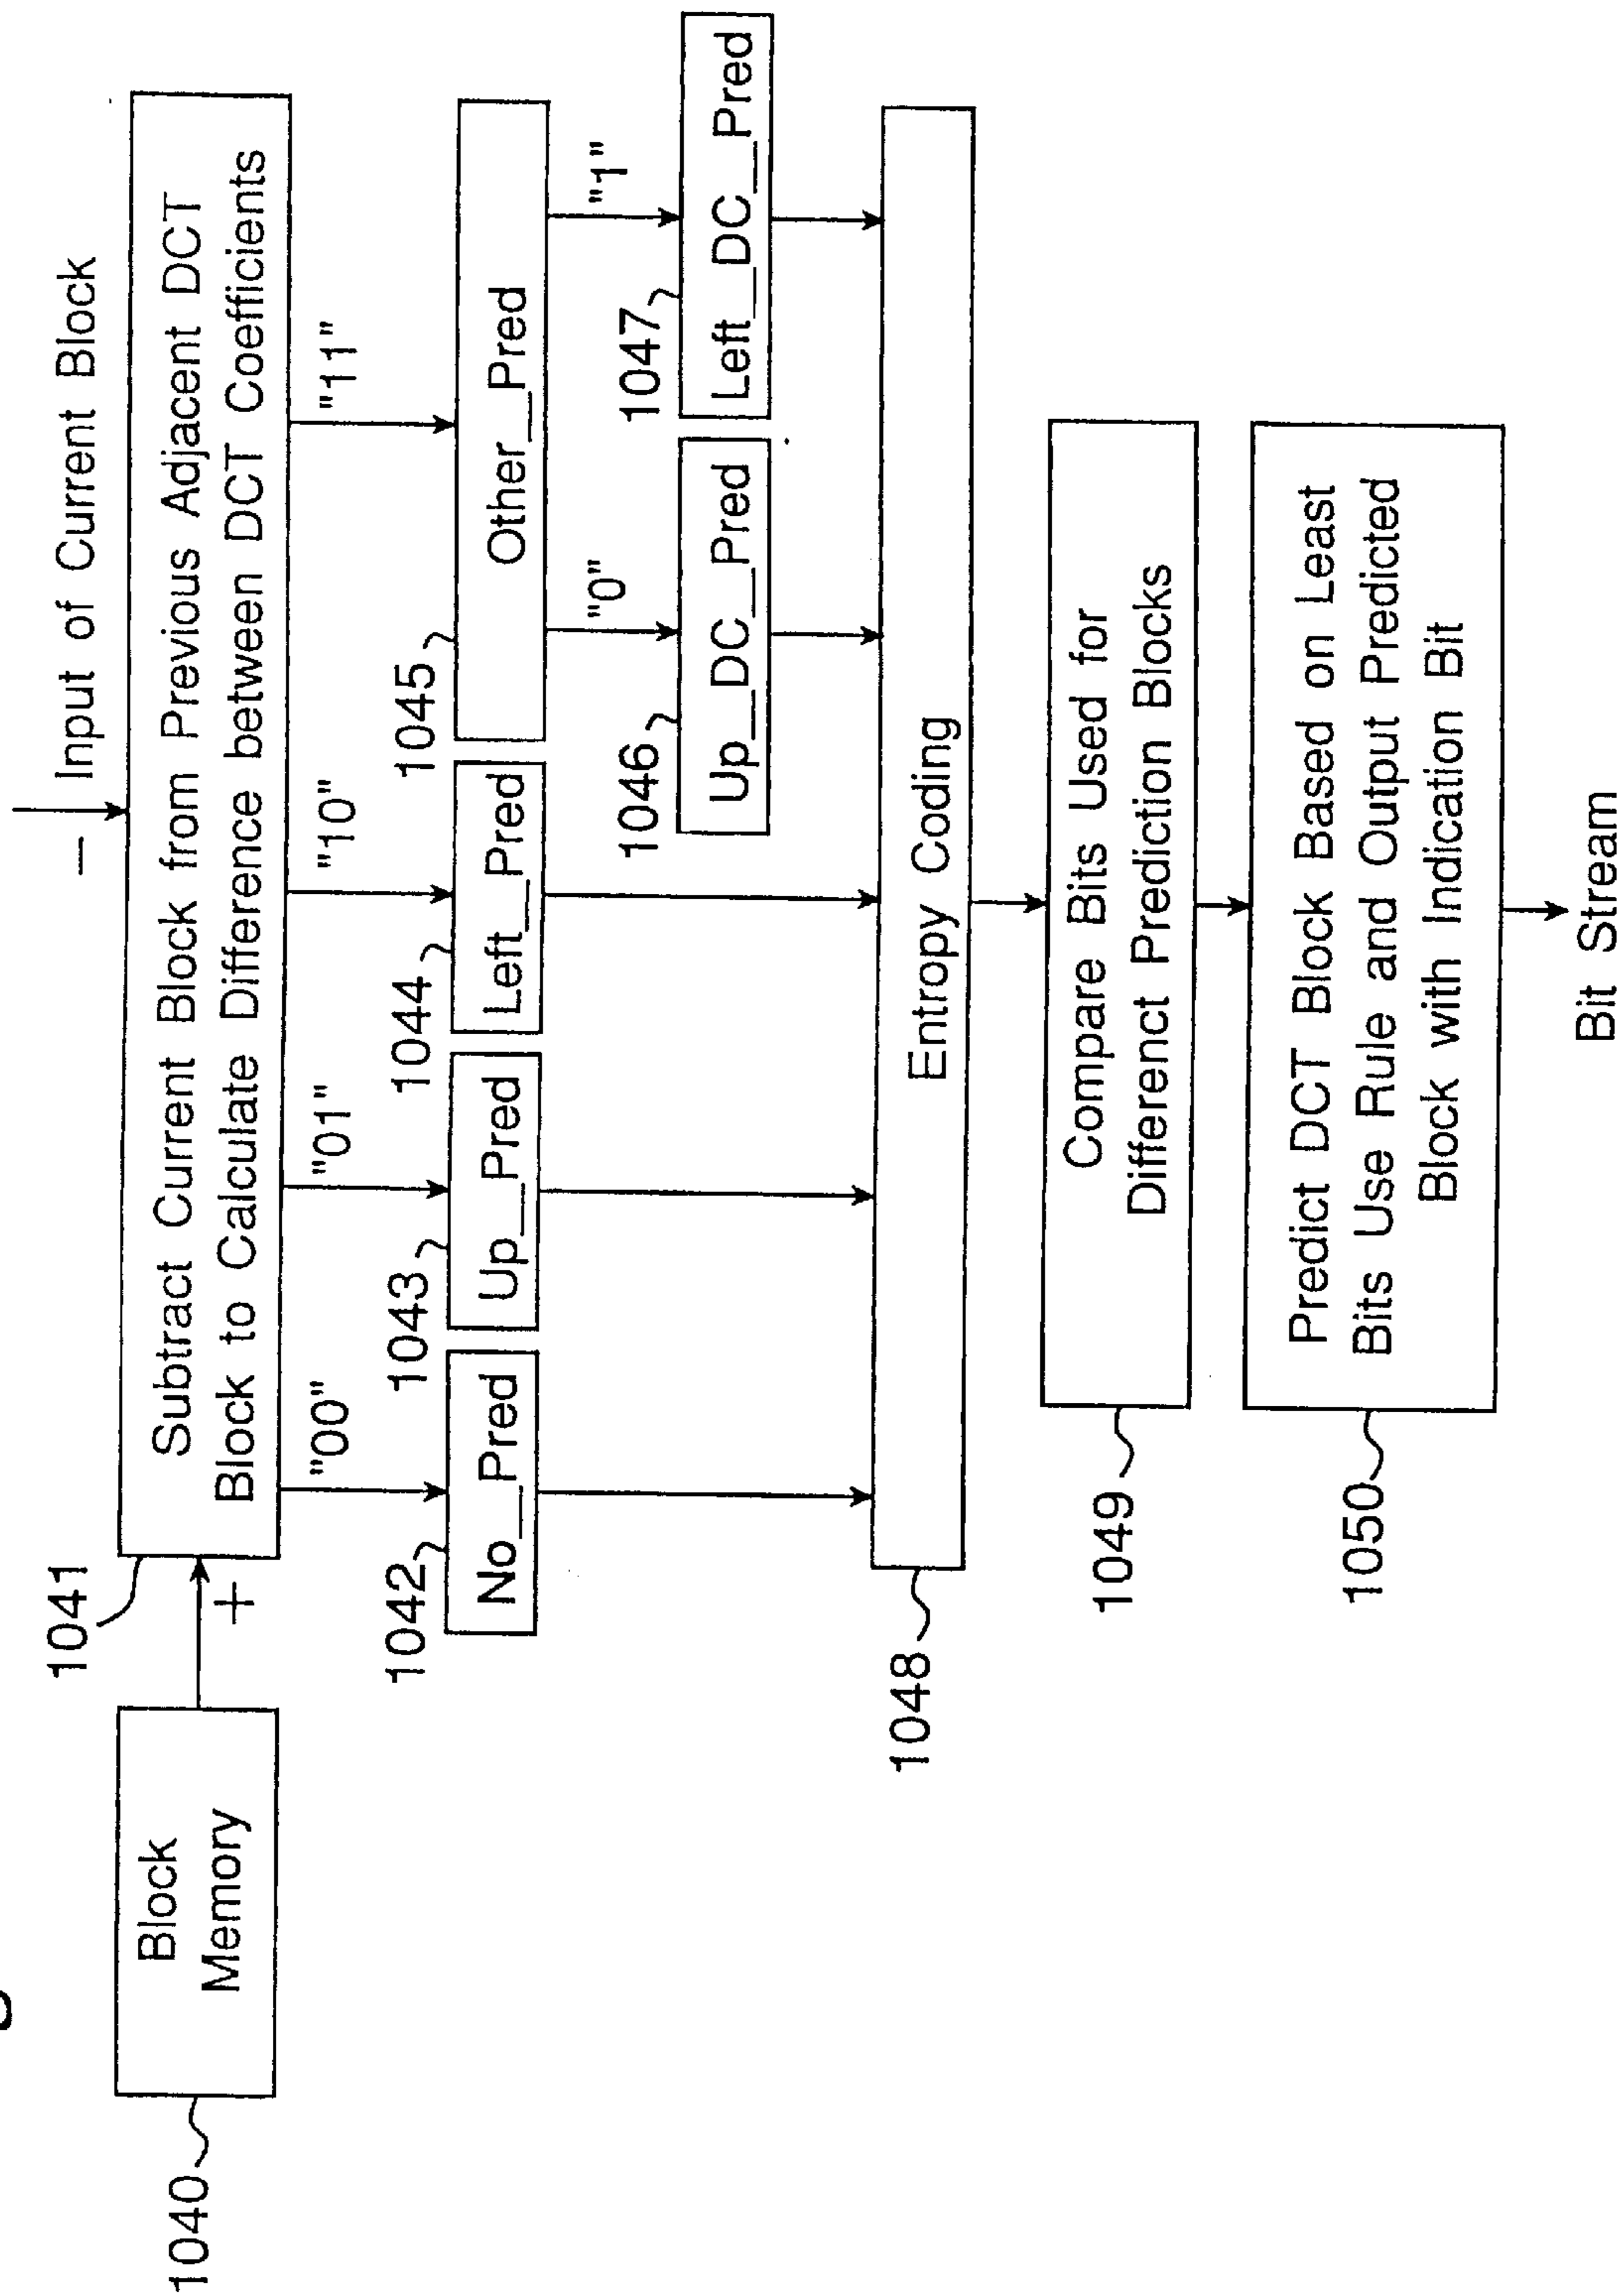 − Input of Current Block
1041
Subtract Current Block from Previous Adjacent DCT
Block to Calculate Difference between DCT Coefficients
1040
Block
Memory
+
"00"
"01"
"10"
"11"
1042
No__Pred
1043
Up__Pred
1044
Left__Pred
1045
Other__Pred
"0"
"1"
1046
Up__DC__Pred
1047
Left__DC__Pred
1048
Entropy Coding
1049
Compare Bits Used for
Differenct Prediction Blocks
1050
Predict DCT Block Based on Least
Bits Use Rule and Output Predicted
Block with Indication Bit
Bit Stream